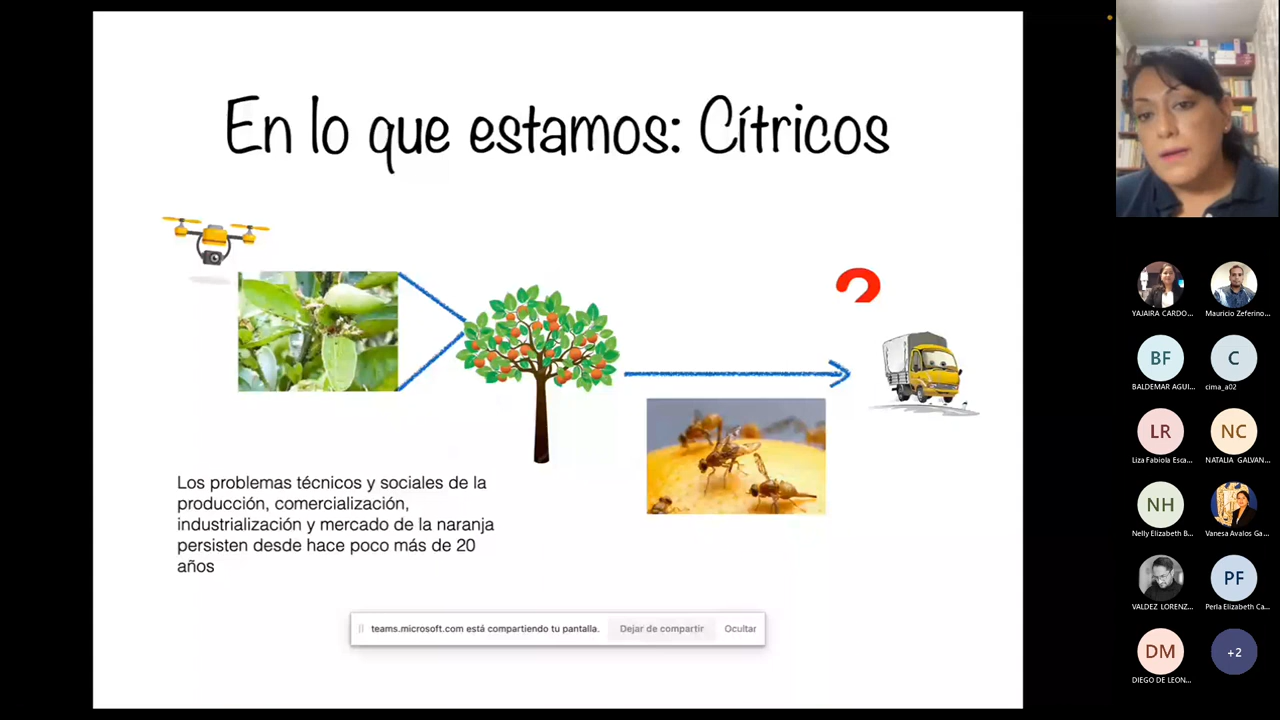 En lo que estamos: Cítricos
?
Los problemas técnicos y sociales de la
producción, comercialización,
industrialización y mercado de la naranja
persisten desde hace poco más de 20
años
teams.microsoft.com está compartiendo tu pantalla. Dejar de compartir Ocultar
YAJAIRA CARDO... Mauricio Zeferino...
BF C
BALDEMAR AGUI... cima_a02
LR NC
Liza Fabiola Esca... NATALIA GALVAN...
NH
Nelly Elizabeth B... Vanesa Avalos Ga...
PF
VALDEZ LORENZ... Perla Elizabeth Ca...
DM +2
DIEGO DE LEON...